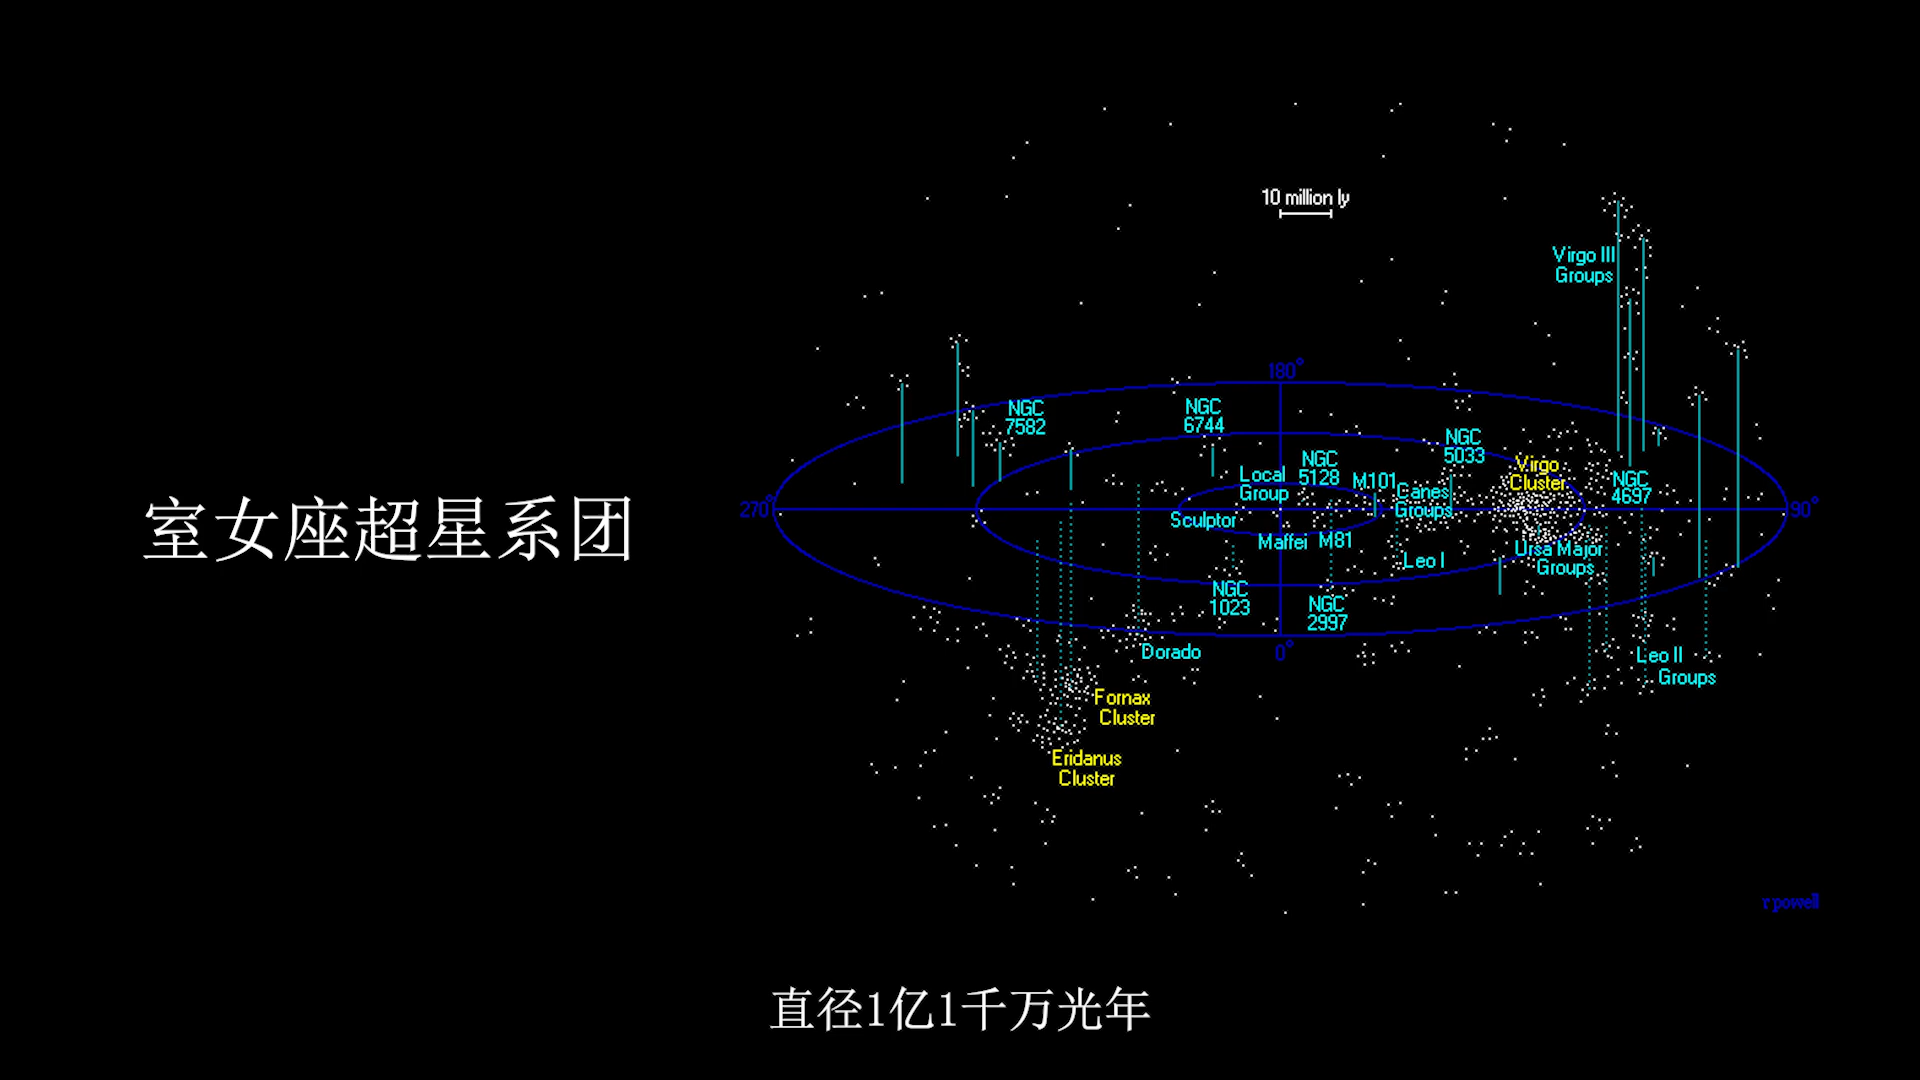 10 million ly
Virgo III
Groups
180°
NGC
7582
NGC
6744
NGC
5033
Virgo
Cluster
Local
Group
NGC
5128
M101
Canes
Groups
NGC
4697
270°
90°
室女座超星系团
Sculptor
Maffei
M81
Leo I
Ursa Major
Groups
NGC
1023
NGC
2997
Dorado
0°
Leo II
Groups
Fornax
Cluster
Eridanus
Cluster
r powell
直径1亿1千万光年